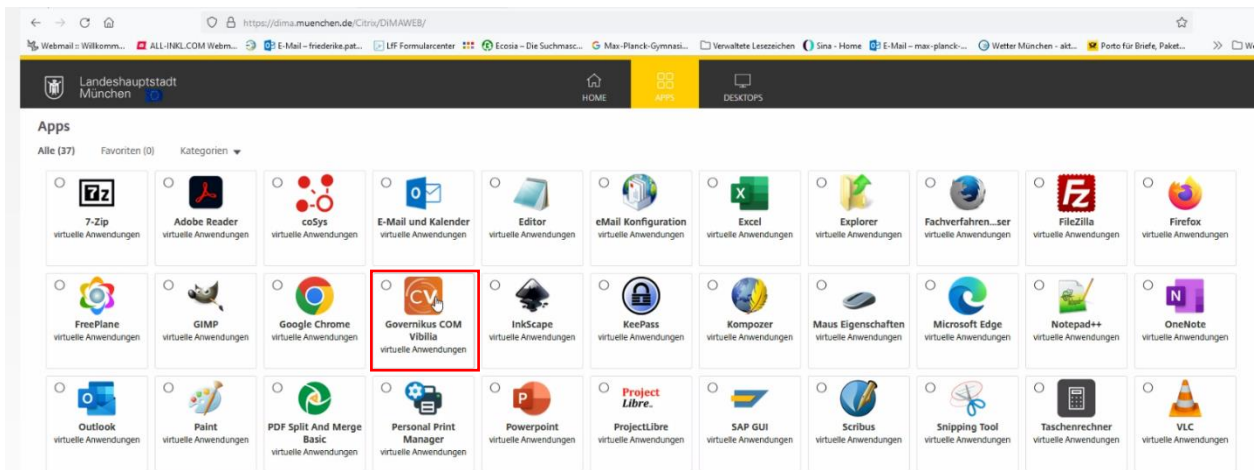 https://dima.muenchen.de/Citrix/DiMAWEB/
Webmail :: Willkomm... ALL-INKL.COM Webm... E-Mail – friederike.pat... LfF Formularcenter Ecosia – Die Suchmasc... Max-Planck-Gymnasi... Verwaltete Lesezeichen Sina - Home E-Mail – max-planck-... Wetter München - akt... Porto für Briefe, Paket...
Landeshauptstadt
München
HOME APPS DESKTOPS
Apps
Alle (37) Favoriten (0) Kategorien
7z
7-Zip Adobe Reader coSys E-Mail und Kalender Editor eMail Konfiguration Excel Explorer Fachverfahren...ser FileZilla Firefox
virtuelle Anwendungen virtuelle Anwendungen virtuelle Anwendungen virtuelle Anwendungen virtuelle Anwendungen virtuelle Anwendungen virtuelle Anwendungen virtuelle Anwendungen virtuelle Anwendungen virtuelle Anwendungen virtuelle Anwendungen
CV N
FreePlane GIMP Google Chrome Governikus COM InkScape KeePass Kompozer Maus Eigenschaften Microsoft Edge Notepad++ OneNote
Vibilia
virtuelle Anwendungen virtuelle Anwendungen virtuelle Anwendungen virtuelle Anwendungen virtuelle Anwendungen virtuelle Anwendungen virtuelle Anwendungen virtuelle Anwendungen virtuelle Anwendungen virtuelle Anwendungen virtuelle Anwendungen
Project
Libre
Outlook Paint PDF Split And Merge Personal Print Powerpoint ProjectLibre SAP GUI Scribus Snipping Tool Taschenrechner VLC
Basic Manager
virtuelle Anwendungen virtuelle Anwendungen virtuelle Anwendungen virtuelle Anwendungen virtuelle Anwendungen virtuelle Anwendungen virtuelle Anwendungen virtuelle Anwendungen virtuelle Anwendungen virtuelle Anwendungen virtuelle Anwendungen